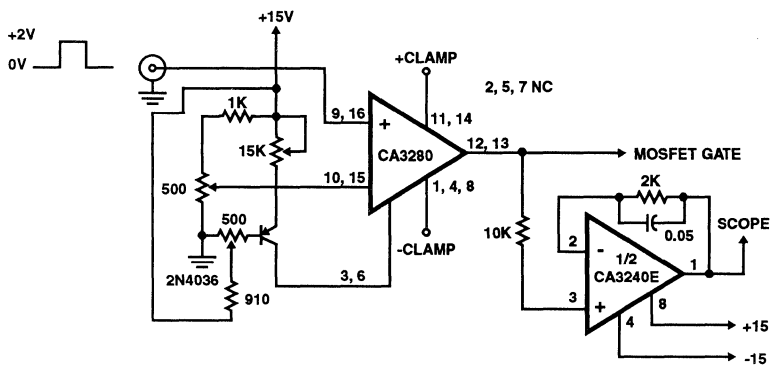 +15V
+2V
0V
+CLAMP
2, 5, 7 NC
1K
9, 16
11, 14
+
15K
CA3280
12, 13
MOSFET GATE
10, 15
1, 4, 8
500
2K
SCOPE
500
10K
0.05
-CLAMP
2
-
1/2
CA3240E
1
2N4036
3, 6
910
3
+
8
4
+15
-15